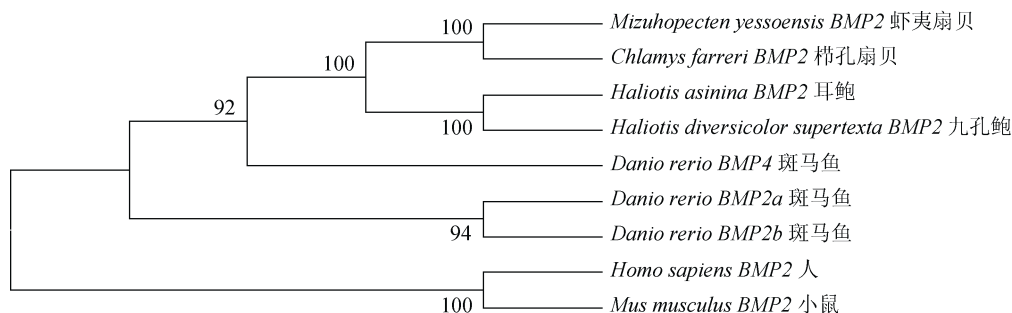 100
Mizuhopecten yessoensis BMP2 虾夷扇贝
100
Chlamys farreri BMP2 栉孔扇贝
92
Haliotis asinina BMP2 耳鲍
100
Haliotis diversicolor supertexta BMP2 九孔鲍
Danio rerio BMP4 斑马鱼
Danio rerio BMP2a 斑马鱼
94
Danio rerio BMP2b 斑马鱼
Homo sapiens BMP2 人
100
Mus musculus BMP2 小鼠